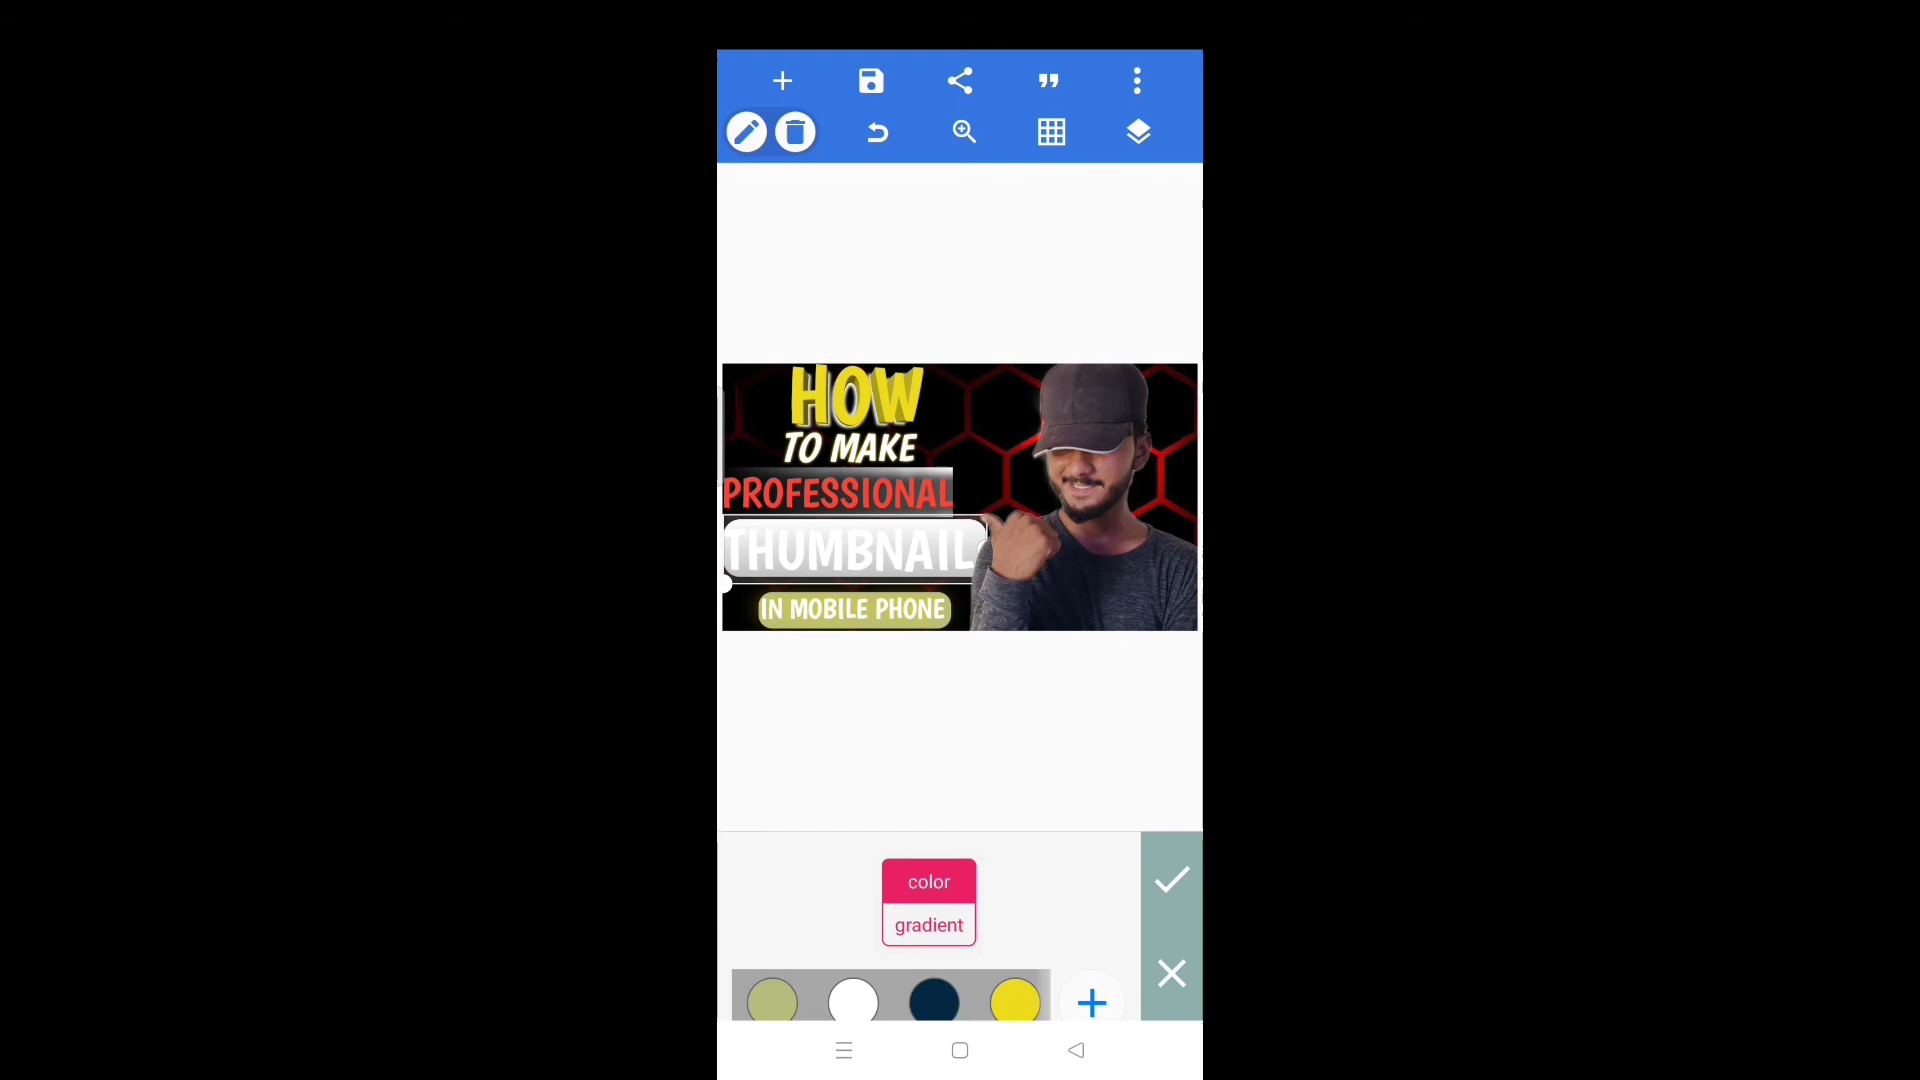 HOW
TO MAKE
PROFESSIONAL
THUMBNAIL
IN MOBILE PHONE
color
gradient